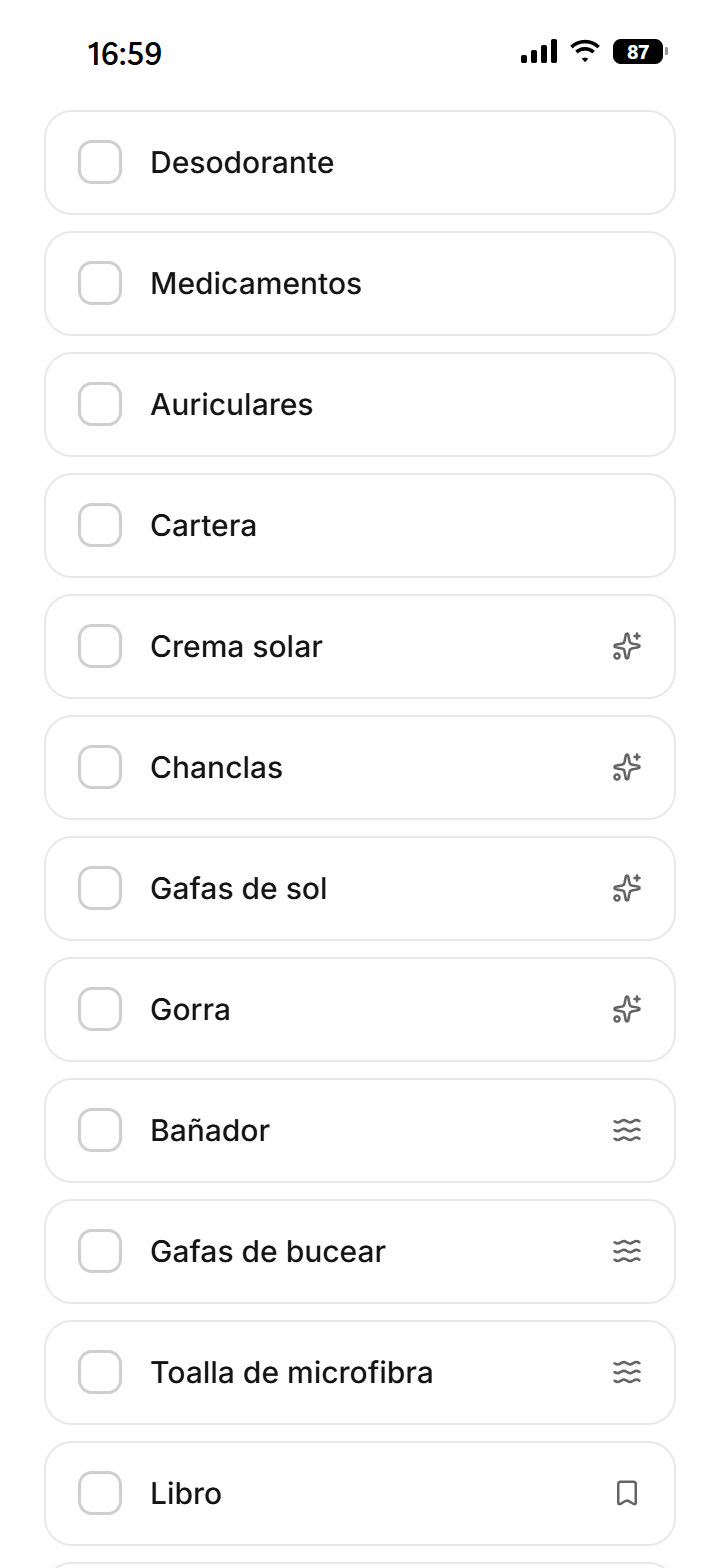 16:59
87
Desodorante
Medicamentos
Auriculares
Cartera
Crema solar
Chanclas
Gafas de sol
Gorra
Bañador
Gafas de bucear
Toalla de microfibra
Libro